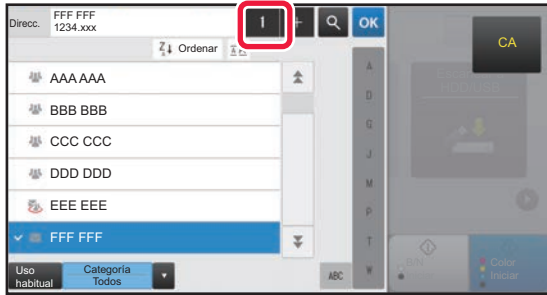 Direcc.
FFF FFF
1234.xxx
1
+
OK
CA
Ordenar
AAA AAA
BBB BBB
CCC CCC
DDD DDD
EEE EEE
FFF FFF
A
D
G
J
M
P
T
W
ABC
Uso
habitual
Categoría
Todos
B/N
Color
Iniciar